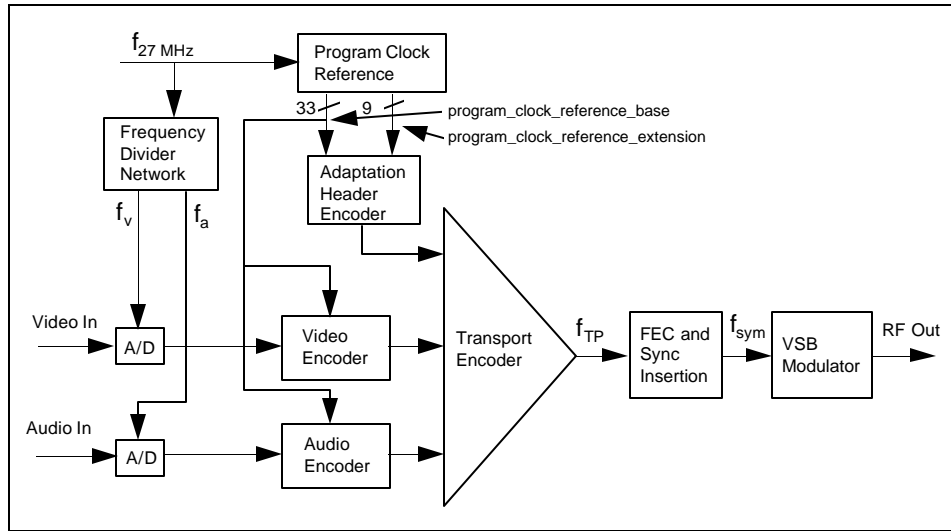 f27 MHz
Program Clock
Reference
33
9
program_clock_reference_base
program_clock_reference_extension
Frequency
Divider
Network
Adaptation
Header
Encoder
fv
fa
Video In
A/D
Video
Encoder
Transport
Encoder
fTP
FEC and
Sync
Insertion
fsym
VSB
Modulator
RF Out
Audio In
A/D
Audio
Encoder